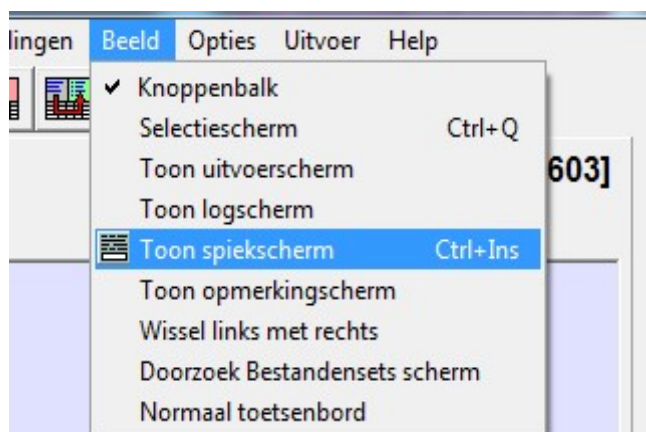 lingen Beeld Opties Uitvoer Help
Knoppenbalk
Selectiescherm Ctrl+Q
603]
Toon uitvoerscherm
Toon logscherm
Toon spiekscherm Ctrl+Ins
Toon opmerkingscherm
Wissel links met rechts
Doorzoek Bestandensets scherm
Normaal toetsenbord